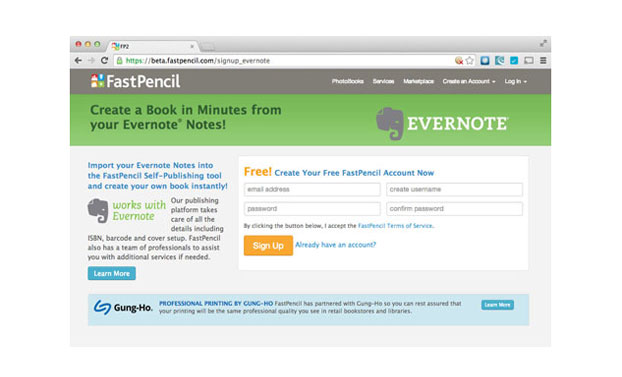 FP2
https://beta.fastpencil.com/signup_evernote
FastPencil
PhotoBooks Services Marketplace Create an Account Log In
Create a Book in Minutes from
your Evernote® Notes!
EVERNOTE®
Import your Evernote Notes into
the FastPencil Self-Publishing tool
and create your own book instantly!
works with
Evernote
Our publishing
platform takes
care of all the
details including
ISBN, barcode and cover setup. FastPencil
also has a team of professionals to assist
you with additional services if needed.
Learn More
Free! Create Your Free FastPencil Account Now
email address create username
password confirm password
By clicking the button below, I accept the FastPencil Terms of Service.
Sign Up Already have an account?
Gung-Ho.
PROFESSIONAL PRINTING BY GUNG-HO FastPencil has partnered with Gung-Ho so you can rest assured that
your printing will be the same professional quality you see in retail bookstores and libraries.
Learn More